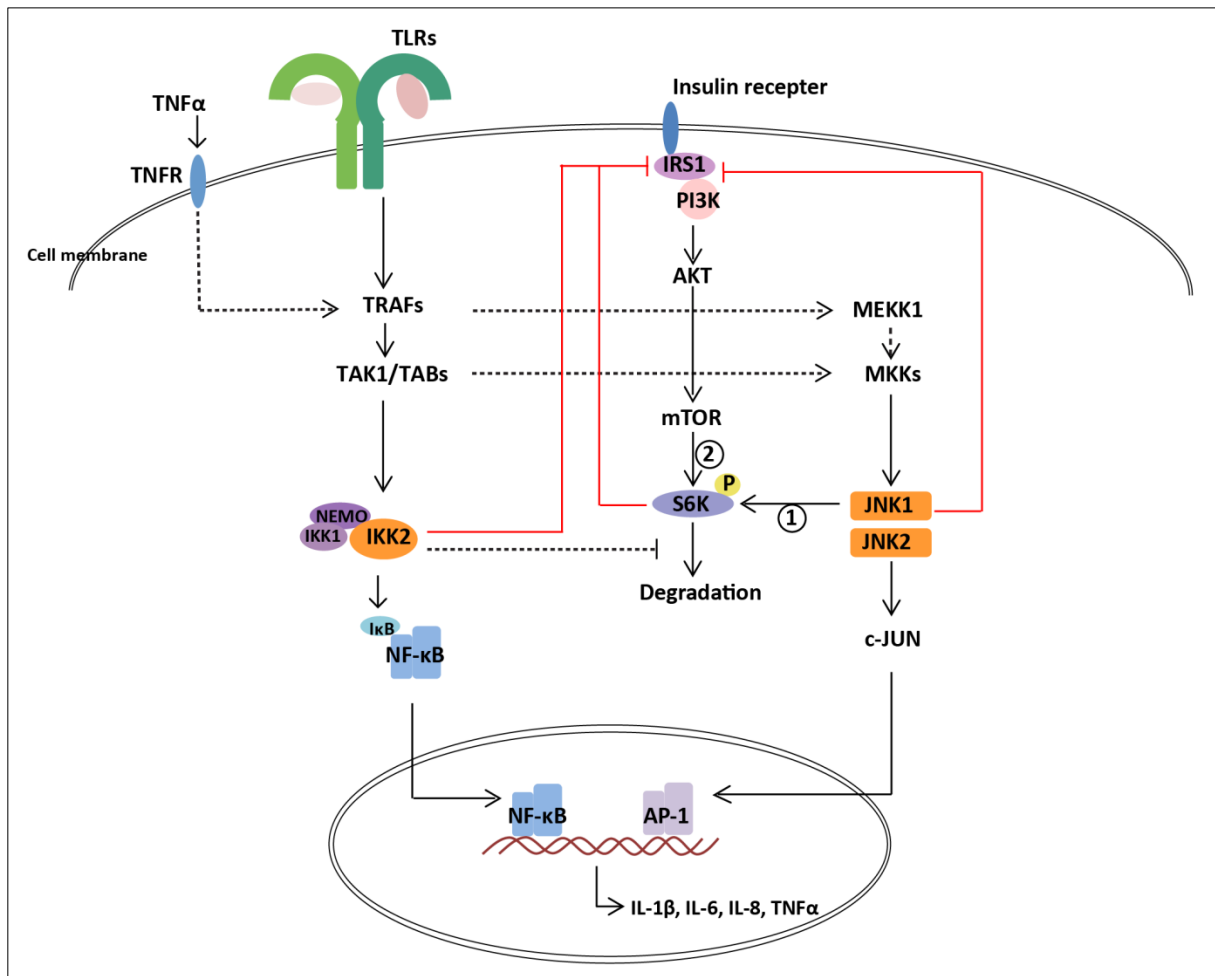 TLRs
TNFα
Insulin recepter
TNFR
IRS1
PI3K
Cell membrane
AKT
TRAFs
MEKK1
TAK1/TABs
MKKs
mTOR
2
P
NEMO
S6K
JNK1
IKK1
IKK2
1
JNK2
Degradation
IκB
NF-κB
c-JUN
NF-κB
AP-1
IL-1β, IL-6, IL-8, TNFα